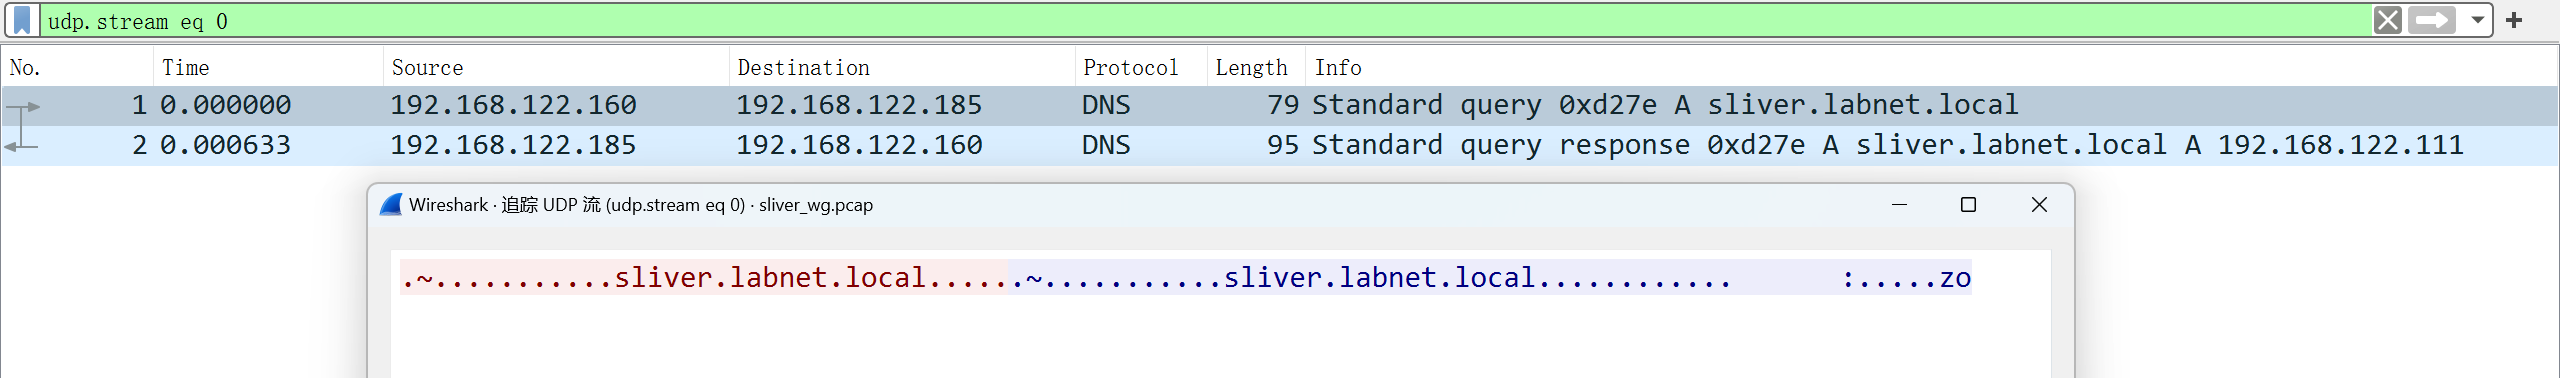 udp.stream eq 0
No. Time Source Destination Protocol Length Info
1 0.000000 192.168.122.160 192.168.122.185 DNS 79 Standard query 0xd27e A sliver.labnet.local
2 0.000633 192.168.122.185 192.168.122.160 DNS 95 Standard query response 0xd27e A sliver.labnet.local A 192.168.122.111
Wireshark · 追踪 UDP 流 (udp.stream eq 0) · sliver_wg.pcap
.~...........sliver.labnet.local......~...........sliver.labnet.local............ :.....zo